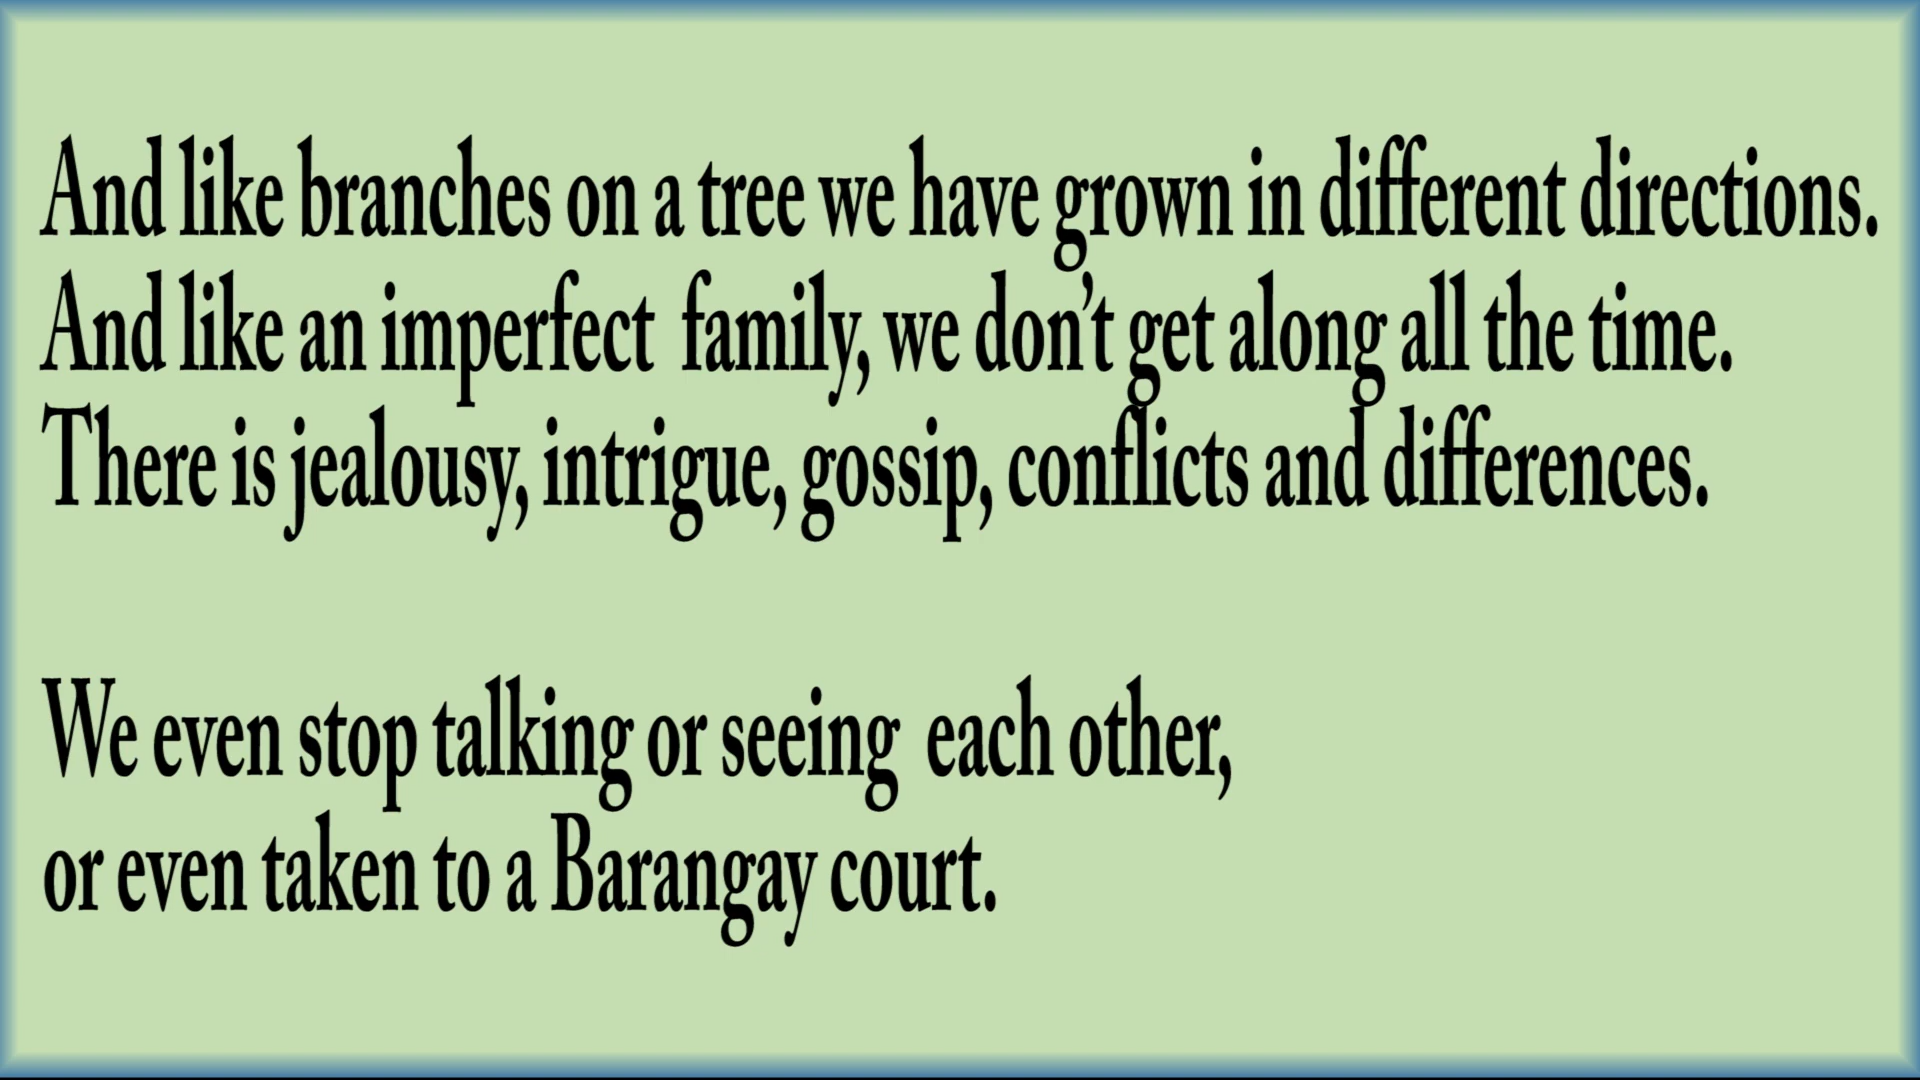 And like branches on a tree we have grown in different directions.
And like an imperfect  family, we don’t get along all the time.
There is jealousy, intrigue, gossip, conflicts and differences.
We even stop talking or seeing  each other,
or even taken to a Barangay court.